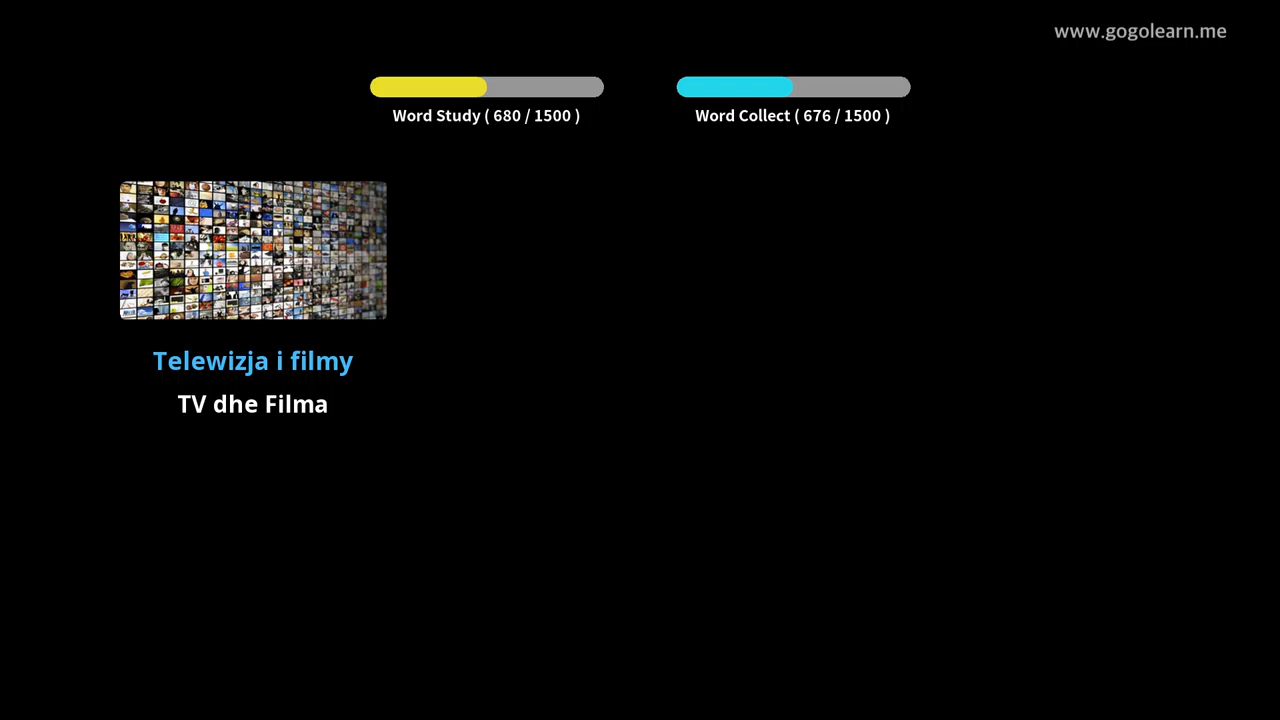 www.gogolearn.me
Word Study ( 680 / 1500 )
Word Collect ( 676 / 1500 )
Telewizja i filmy
TV dhe Filma